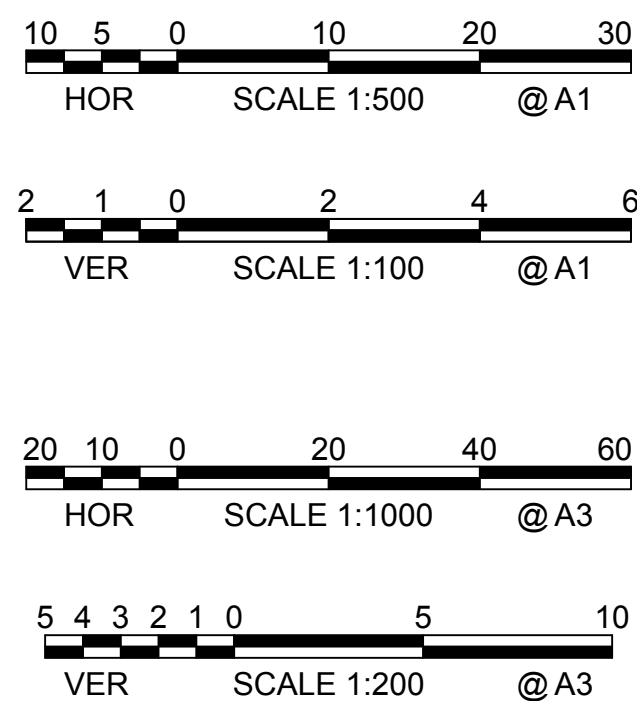 10 5 0 10 20 30
HOR SCALE 1:500 @ A1
2 1 0 2 4 6
VER SCALE 1:100 @ A1
20 10 0 20 40 60
HOR SCALE 1:1000 @ A3
5 4 3 2 1 0 5 10
VER SCALE 1:200 @ A3